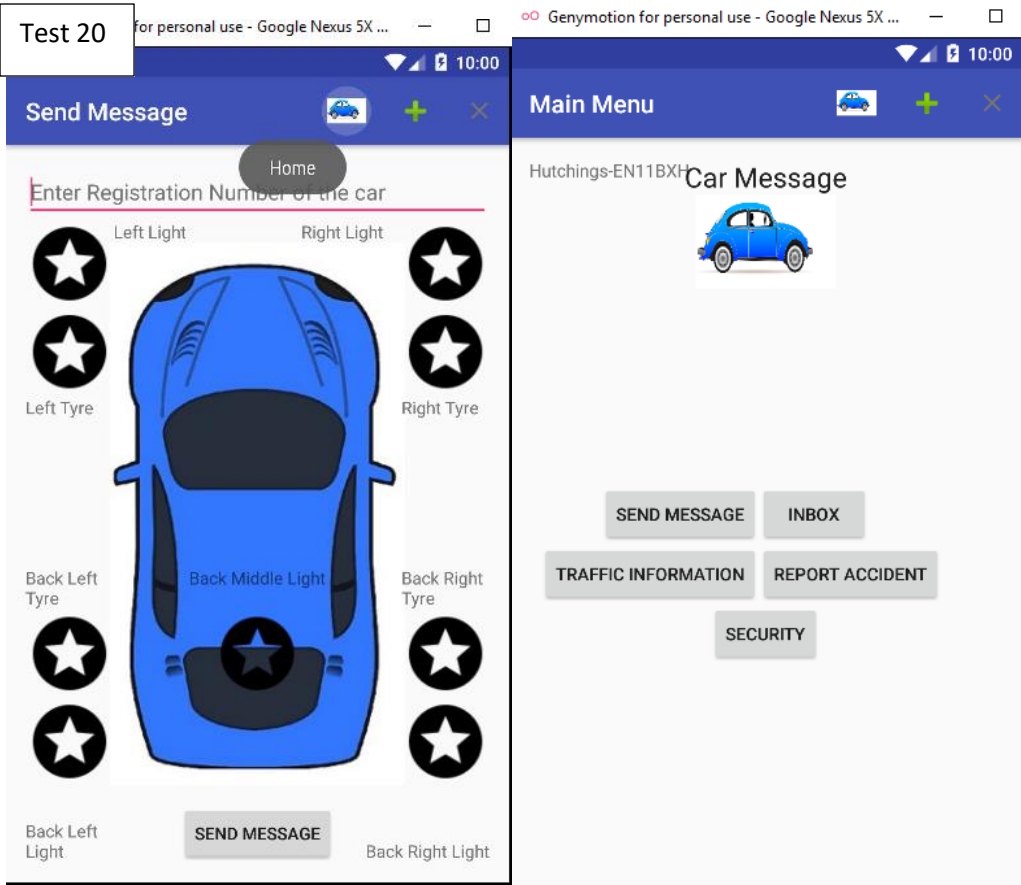 Test 20
for personal use - Google Nexus 5X ...
10:00
Send Message
Home
Enter Registration Number of the car
Left Light
Right Light
Left Tyre
Right Tyre
Back Left
Tyre
Back Middle Light
Back Right
Tyre
Back Left
Light
SEND MESSAGE
Back Right Light
Genymotion for personal use - Google Nexus 5X ...
10:00
Main Menu
Hutchings-EN11BXH
Car Message
SEND MESSAGE
INBOX
TRAFFIC INFORMATION
REPORT ACCIDENT
SECURITY